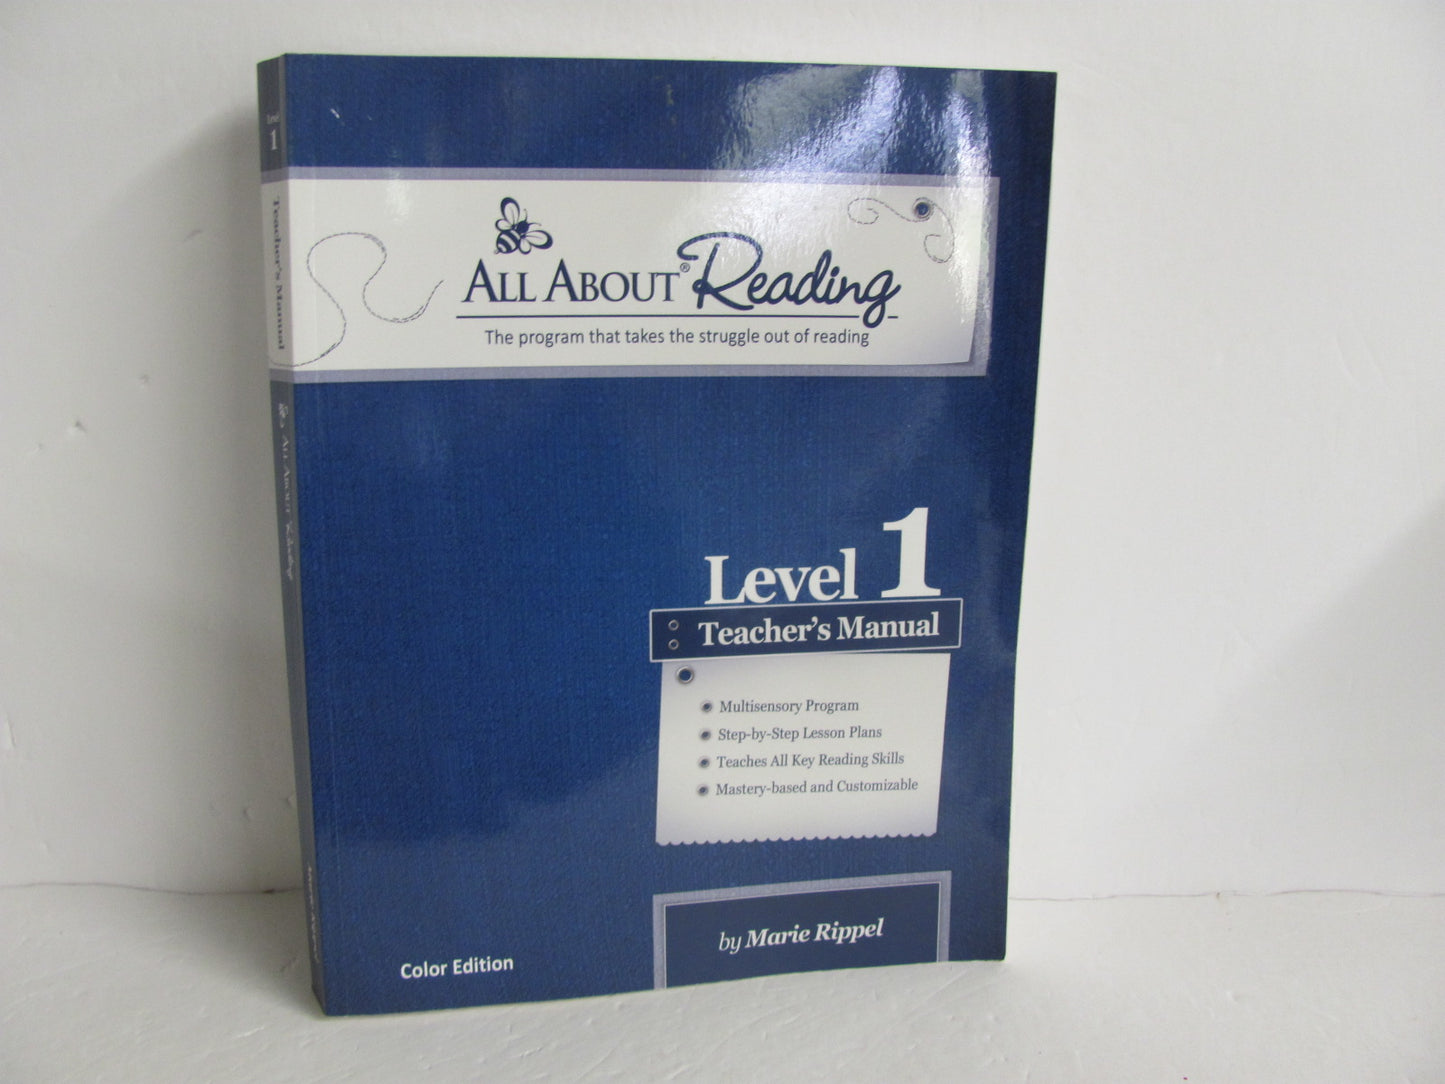 Level
1
Teacher's Manual
ALL ABOUT Reading
ALL ABOUT® Reading
The program that takes the struggle out of reading
Level 1
Teacher's Manual
Multisensory Program
Step-by-Step Lesson Plans
Teaches All Key Reading Skills
Mastery-based and Customizable
by Marie Rippel
Color Edition